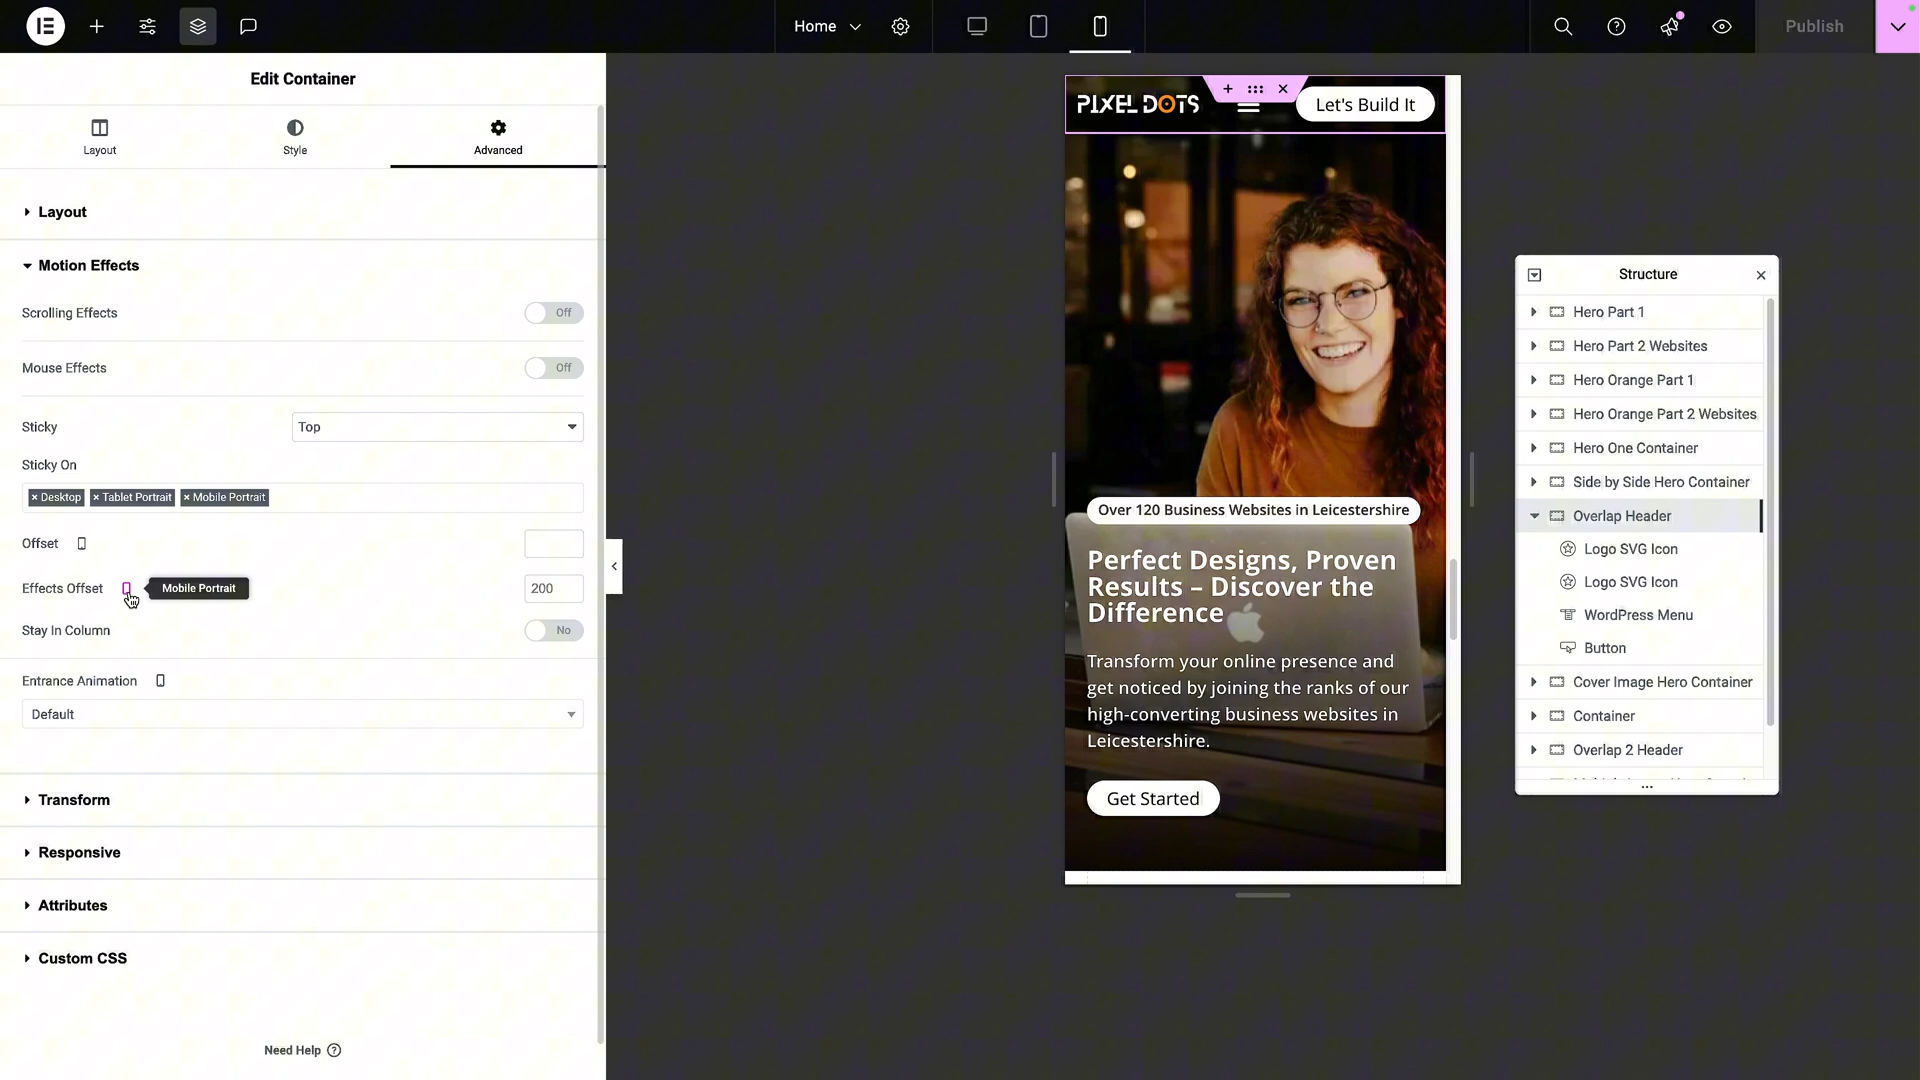 Home
Publish
Edit Container
Layout
Style
Advanced
Layout
Motion Effects
Scrolling Effects
Off
Mouse Effects
Off
Sticky
Top
Sticky On
× Desktop
× Tablet Portrait
× Mobile Portrait
Offset
Effects Offset
Mobile Portrait
200
Stay In Column
No
Entrance Animation
Default
Transform
Responsive
Attributes
Custom CSS
Need Help
PIXEL DOTS
Let's Build It
Over 120 Business Websites in Leicestershire
Perfect Designs, Proven
Results – Discover the
Difference
Transform your online presence and
get noticed by joining the ranks of our
high-converting business websites in
Leicestershire.
Get Started
Structure
Hero Part 1
Hero Part 2 Websites
Hero Orange Part 1
Hero Orange Part 2 Websites
Hero One Container
Side by Side Hero Container
Overlap Header
Logo SVG Icon
Logo SVG Icon
WordPress Menu
Button
Cover Image Hero Container
Container
Overlap 2 Header